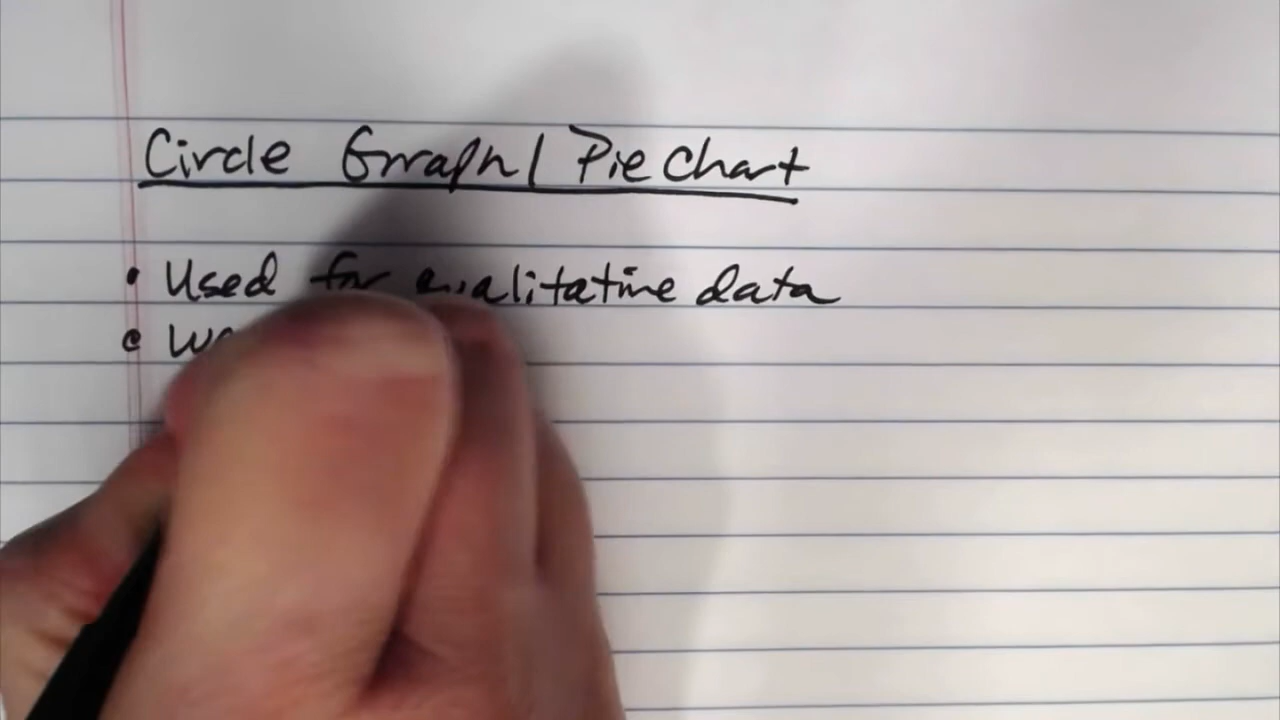 Circle Graph / Pie Chart
• Used for qualitative data
•